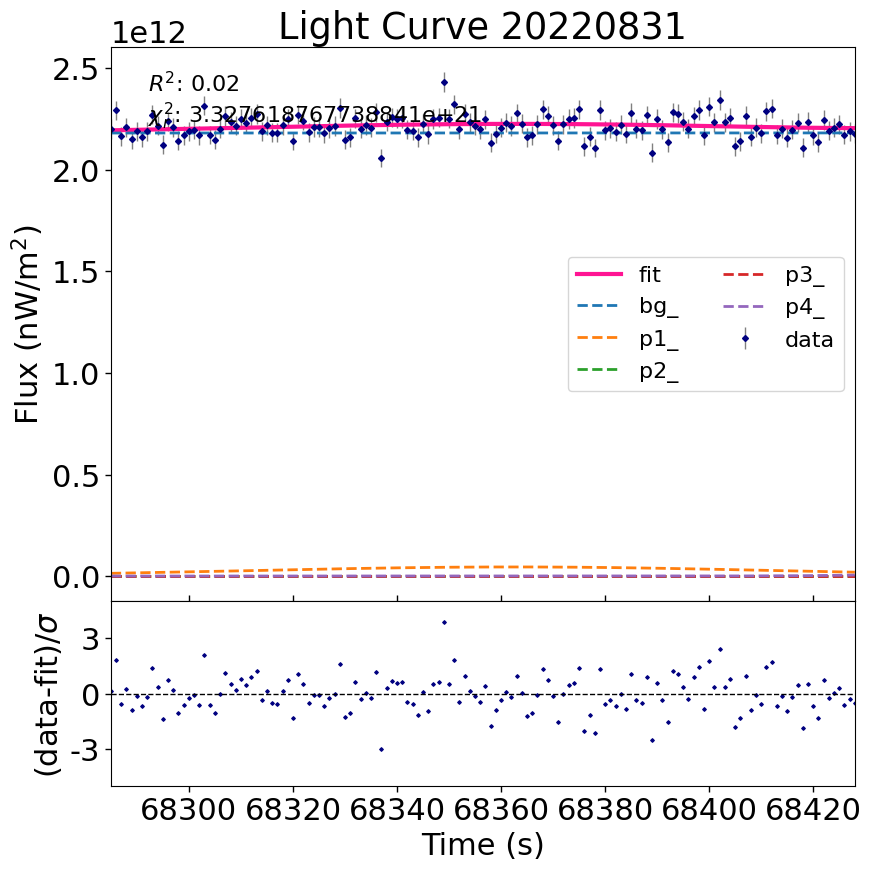 Light Curve 20220831
1e12
R²: 0.02
χ²: 3.3276187677388841e+21
2.5
2.0
1.5
1.0
0.5
0.0
Flux (nW/m²)
fit
bg_
p1_
p2_
p3_
p4_
data
3
0
-3
(data-fit)/σ
68300 68320 68340 68360 68380 68400 68420
Time (s)